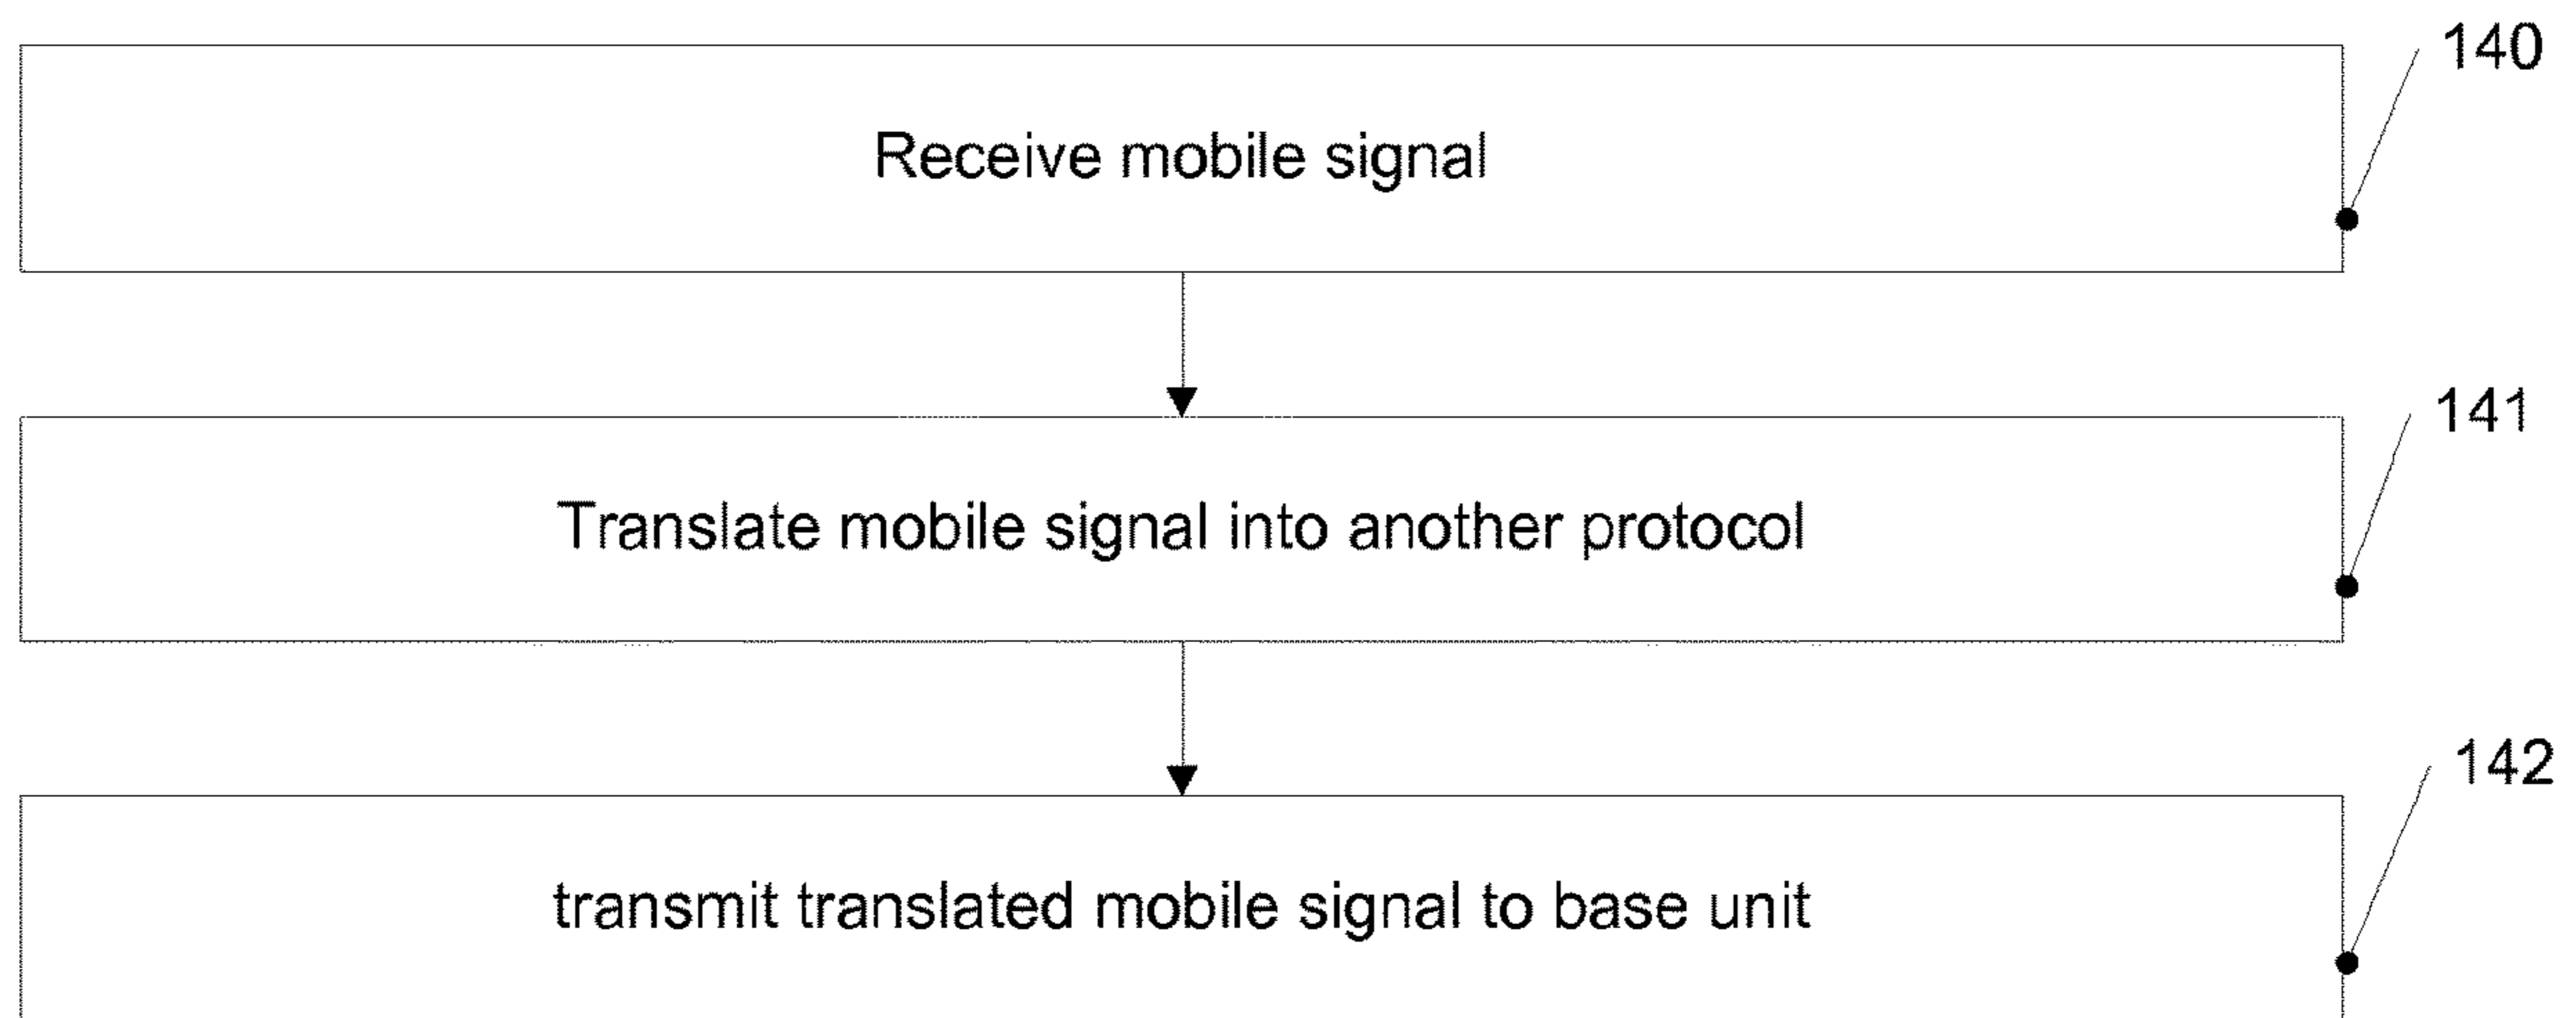 140
Receive mobile signal
141
Translate mobile signal into another protocol
142
transmit translated mobile signal to base unit